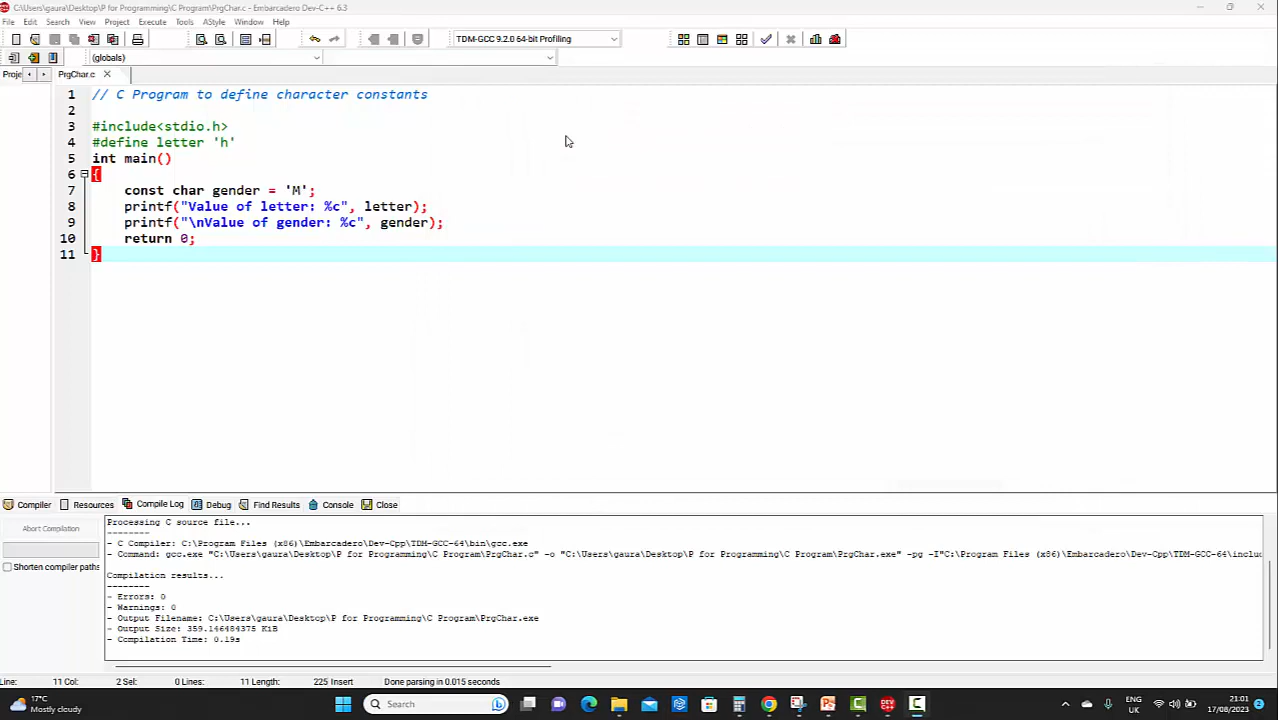 C:\Users\gaura\Desktop\P for Programming\C Program\PrgChar.c - Embarcadero Dev-C++ 6.3
File Edit Search View Project Execute Tools AStyle Window Help
TDM-GCC 9.2.0 64-bit Profiling
(globals)
Proje PrgChar.c
1 // C Program to define character constants
2
3 #include<stdio.h>
4 #define letter 'h'
5 int main()
6 {
7 const char gender = 'M';
8 printf("Value of letter: %c", letter);
9 printf("\nValue of gender: %c", gender);
10 return 0;
11 }
Compiler Resources Compile Log Debug Find Results Console Close
Abort Compilation
Shorten compiler paths
Processing C source file...
--------
- C Compiler: C:\Program Files (x86)\Embarcadero\Dev-Cpp\TDM-GCC-64\bin\gcc.exe
- Command: gcc.exe "C:\Users\gaura\Desktop\P for Programming\C Program\PrgChar.c" -o "C:\Users\gaura\Desktop\P for Programming\C Program\PrgChar.exe" -pg -I"C:\Program Files (x86)\Embarcadero\Dev-Cpp\TDM-GCC-64\inclu
Compilation results...
--------
- Errors: 0
- Warnings: 0
- Output Filename: C:\Users\gaura\Desktop\P for Programming\C Program\PrgChar.exe
- Output Size: 359.146484375 KiB
- Compilation Time: 0.19s
Line: 11 Col: 2 Sel: 0 Lines: 11 Length: 225 Insert Done parsing in 0.015 seconds
17°C
Mostly cloudy
Search
ENG
UK
21:01
17/08/2023